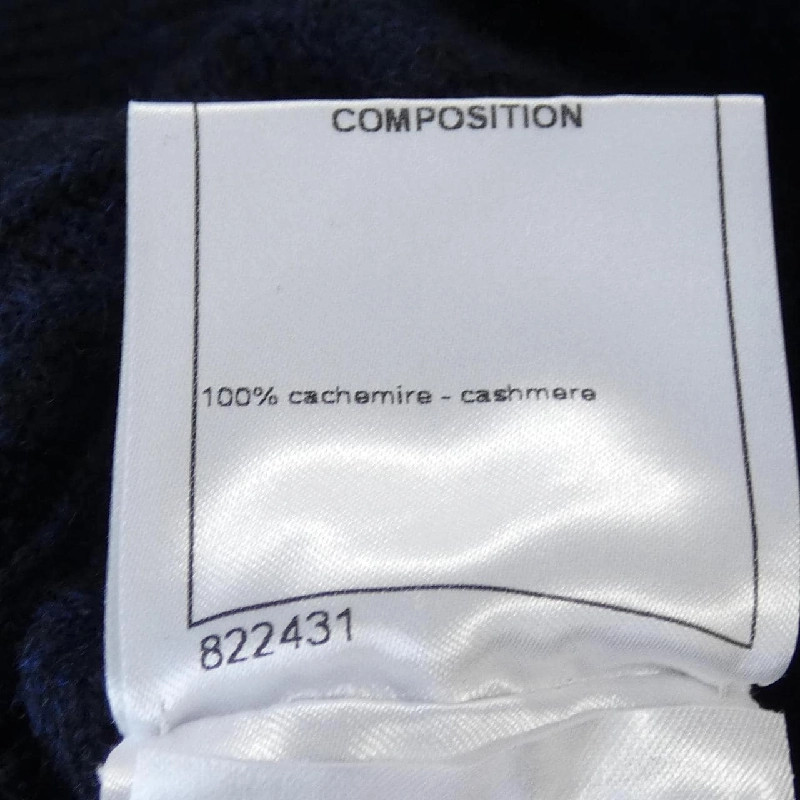 COMPOSITION
100% cachemire - cashmere
822431